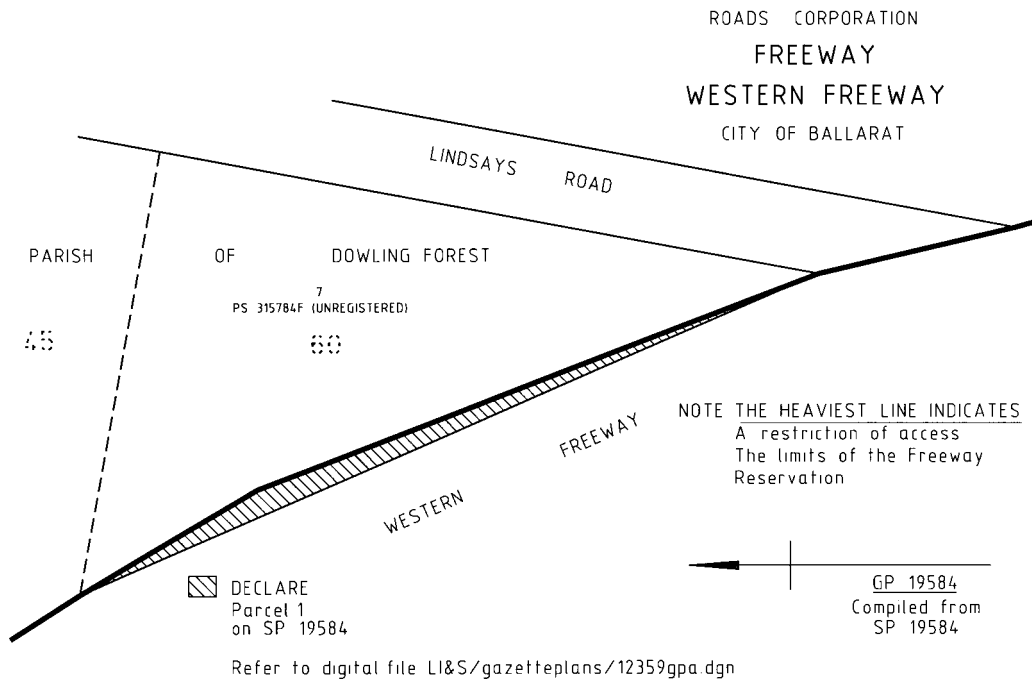 ROADS CORPORATION
FREEWAY
WESTERN FREEWAY
CITY OF BALLARAT
LINDSAYS ROAD
PARISH OF DOWLING FOREST
7
PS 315784F (UNREGISTERED)
45
60
NOTE THE HEAVIEST LINE INDICATES
A restriction of access
The limits of the Freeway
Reservation
WESTERN FREEWAY
DECLARE
Parcel 1
on SP 19584
GP 19584
Compiled from
SP 19584
Refer to digital file LI&S/gazetteplans/12359gpa.dgn